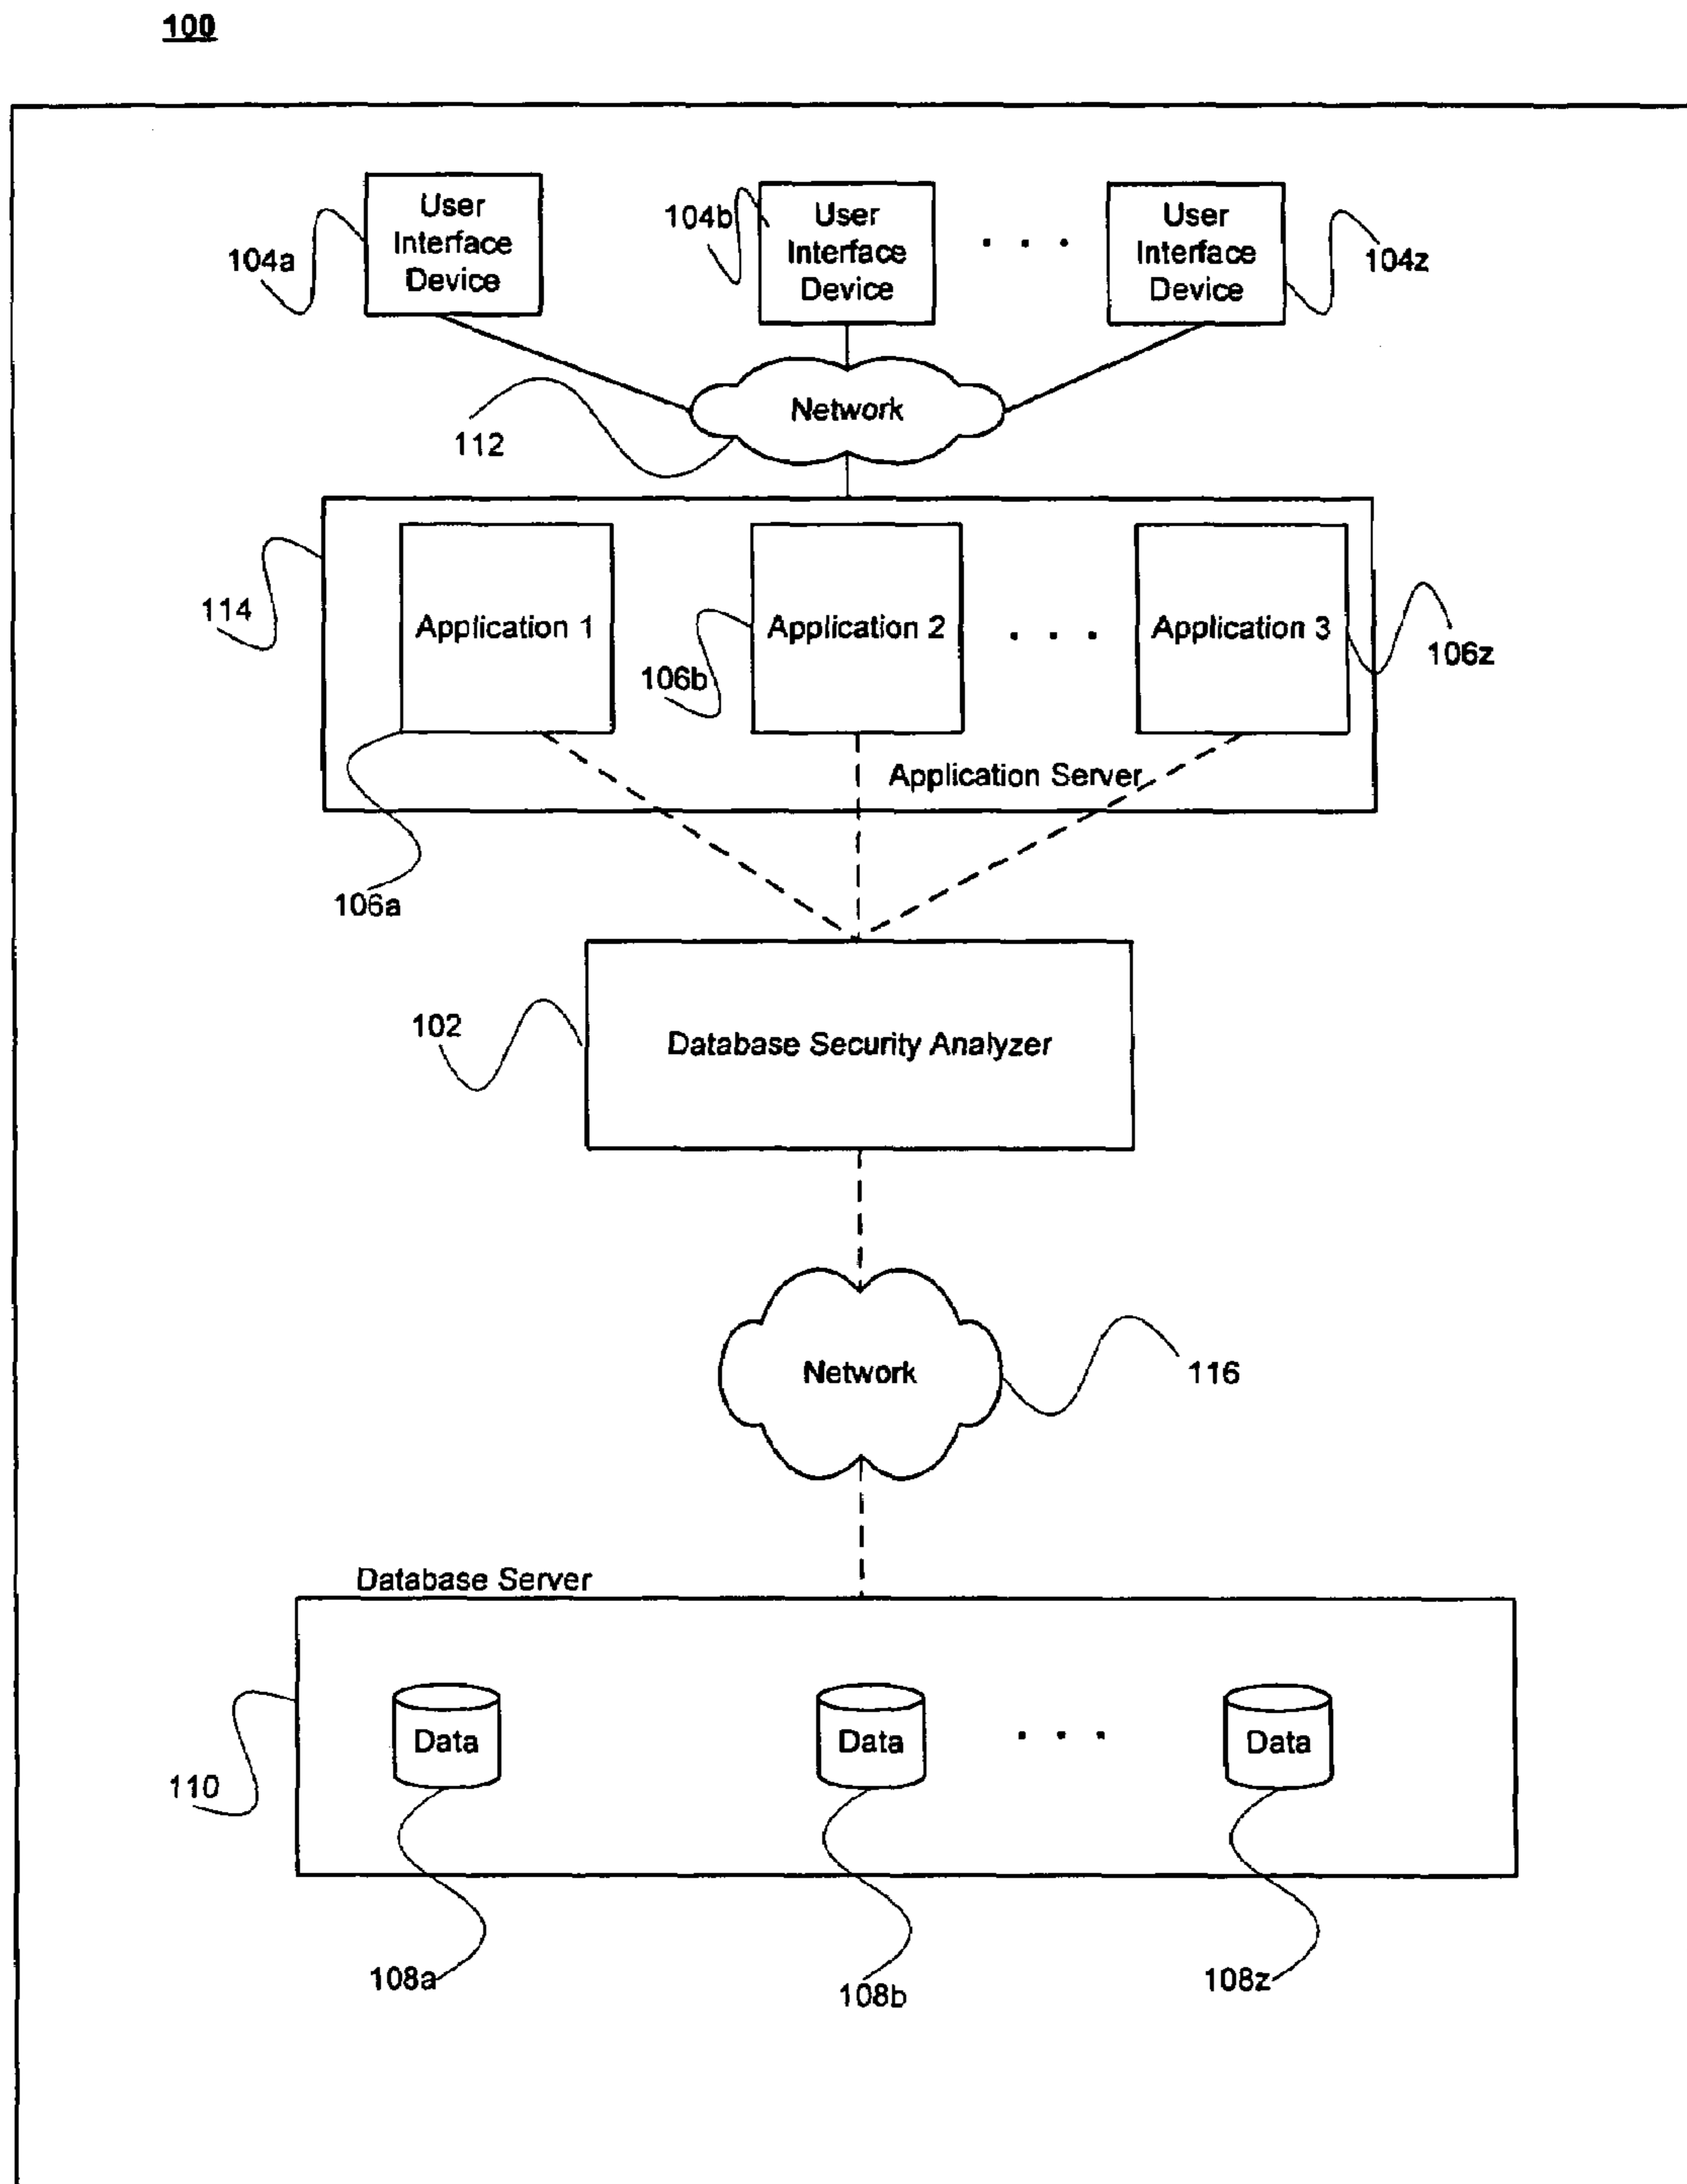 100
User
Interface
Device
104a
104b
User
Interface
Device
. . .
User
Interface
Device
104z
Network
112
114
Application 1
106b
Application 2
. . .
Application 3
106z
Application Server
106a
102
Database Security Analyzer
Network
116
Database Server
Data
Data
. . .
Data
110
108a
108b
108z